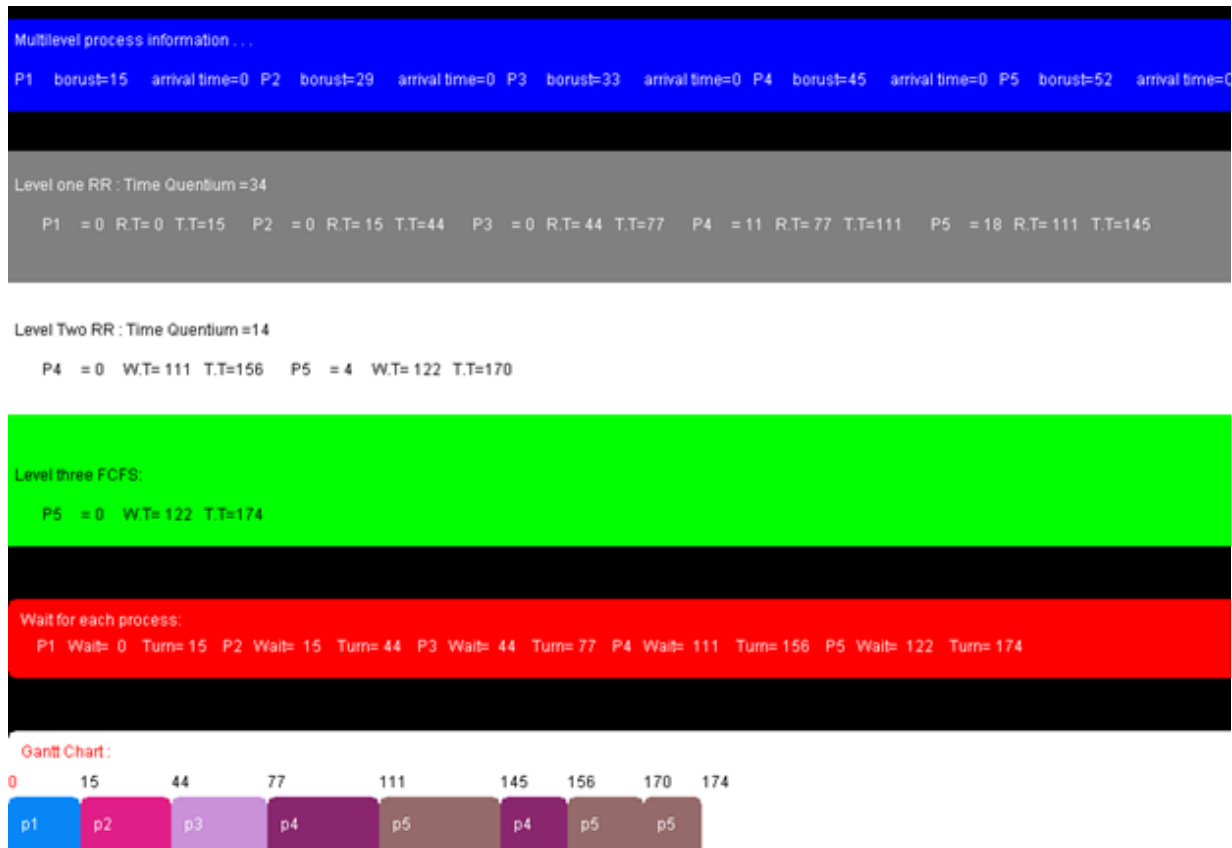 Multilevel process information . . .
P1 borust=15 arrival time=0 P2 borust=29 arrival time=0 P3 borust=33 arrival time=0 P4 borust=45 arrival time=0 P5 borust=52 arrival time=0
Level one RR : Time Quentium =34
P1 = 0 R.T= 0 T.T=15 P2 = 0 R.T= 15 T.T=44 P3 = 0 R.T= 44 T.T=77 P4 = 11 R.T= 77 T.T=111 P5 = 18 R.T= 111 T.T=145
Level Two RR : Time Quentium =14
P4 = 0 W.T= 111 T.T=156 P5 = 4 W.T= 122 T.T=170
Level three FCFS:
P5 = 0 W.T= 122 T.T=174
Wait for each process:
P1 Wait= 0 Turn= 15 P2 Wait= 15 Turn= 44 P3 Wait= 44 Turn= 77 P4 Wait= 111 Turn= 156 P5 Wait= 122 Turn= 174
Gantt Chart :
0 15 44 77 111 145 156 170 174
p1 p2 p3 p4 p5 p4 p5 p5